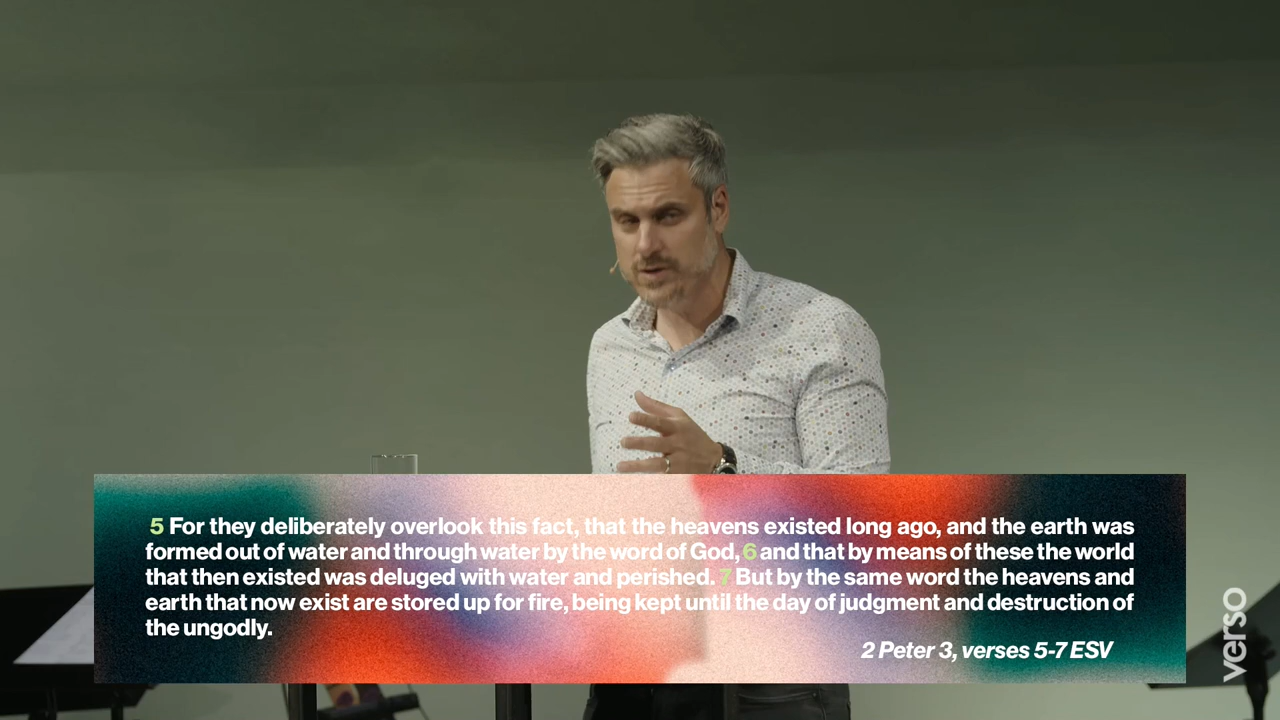 5 For they deliberately overlook this fact, that the heavens existed long ago, and the earth was
formed out of water and through water by the word of God, 6 and that by means of these the world
that then existed was deluged with water and perished. 7 But by the same word the heavens and
earth that now exist are stored up for fire, being kept until the day of judgment and destruction of
the ungodly.
2 Peter 3, verses 5-7 ESV
verso